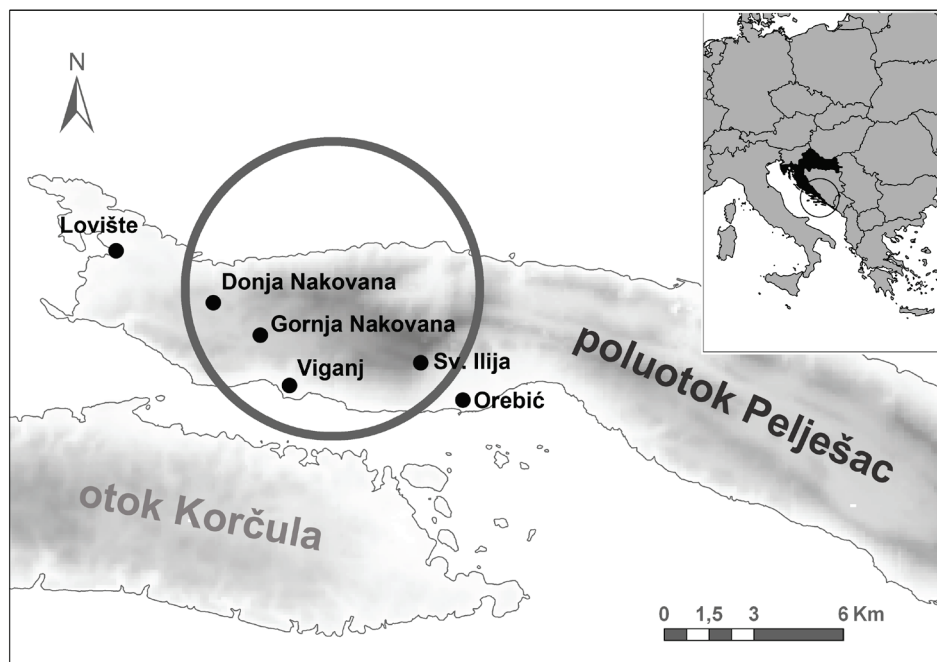 N
Lovište
Donja Nakovana
Gornja Nakovana
Viganj
Sv. Ilija
Orebić
poluotok Pelješac
otok Korčula
0 1,5 3 6 Km